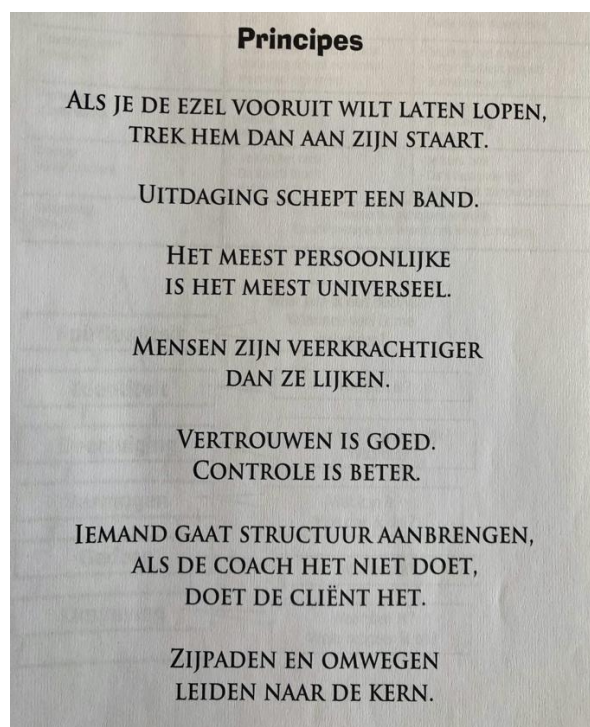 Principes
Als je de ezel vooruit wilt laten lopen,
trek hem dan aan zijn staart.
Uitdaging schept een band.
Het meest persoonlijke
is het meest universeel.
Mensen zijn veerkrachtiger
dan ze lijken.
Vertrouwen is goed.
Controle is beter.
Iemand gaat structuur aanbrengen,
als de coach het niet doet,
doet de cliënt het.
Zijpaden en omwegen
leiden naar de kern.